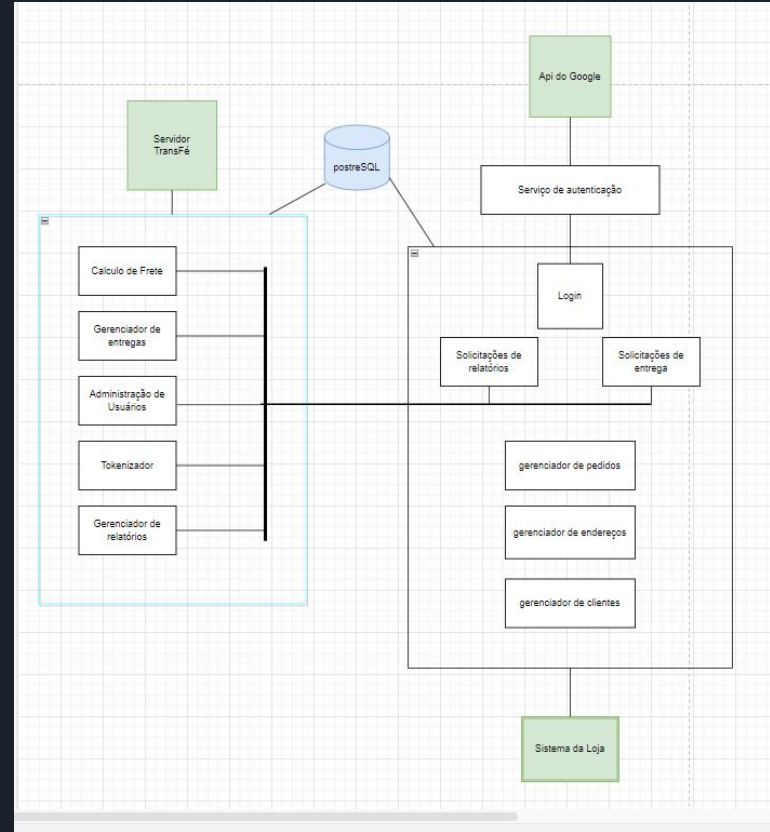 Api do Google
Servidor
TransFé
postreSQL
Serviço de autenticação
Calculo de Frete
Login
Gerenciador de
entregas
Solicitações de
relatórios
Solicitações de
entrega
Administração de
Usuários
Tokenizador
gerenciador de pedidos
Gerenciador de
relatórios
gerenciador de endereços
gerenciador de clientes
Sistema da Loja